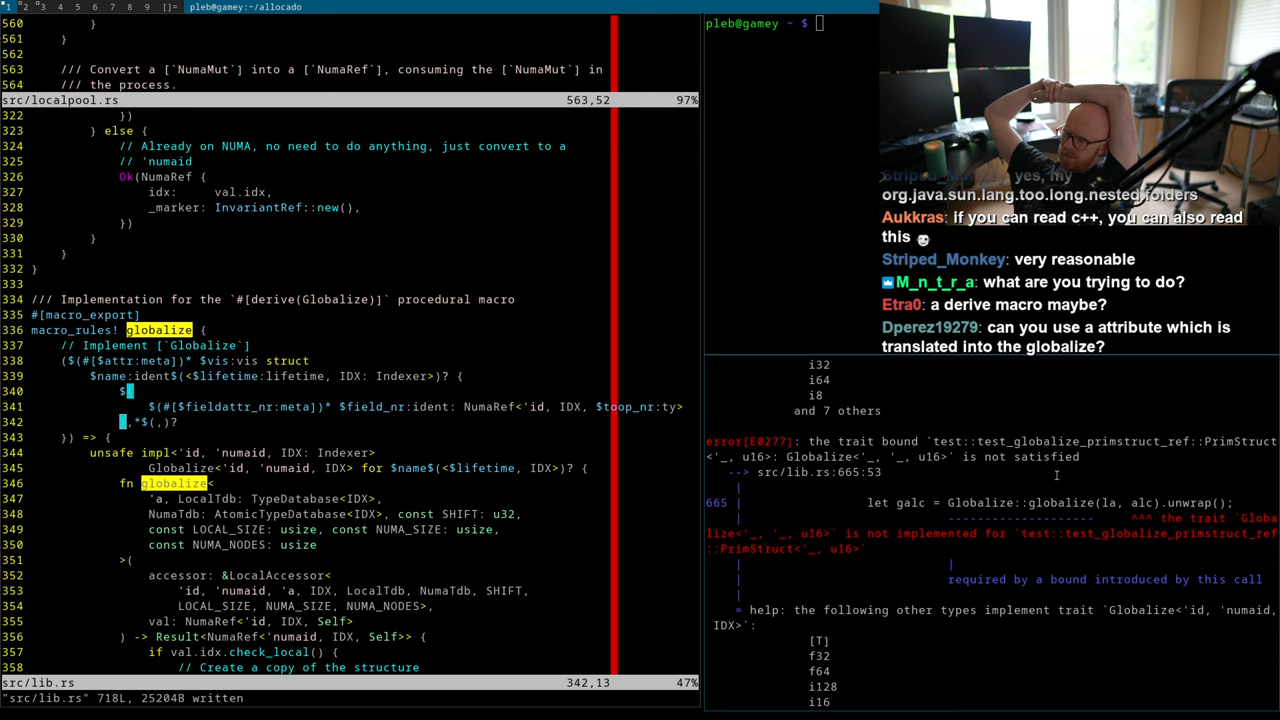 1 2 3 4 5 6 7 8 9 []= pleb@gamey:~/allocado
560         }
561     }
562
563     /// Convert a [`NumaMut`] into a [`NumaRef`], consuming the [`NumaMut`] in
564     /// the process.
src/localpool.rs 563,52 97%
322             })
323         } else {
324             // Already on NUMA, no need to do anything, just convert to a
325             // 'numaid
326             Ok(NumaRef {
327                 idx:     val.idx,
328                 _marker: InvariantRef::new(),
329             })
330         }
331     }
332 }
333
334 /// Implementation for the `#[derive(Globalize)]` procedural macro
335 #[macro_export]
336 macro_rules! globalize {
337     // Implement [`Globalize`]
338     ($(#[$attr:meta])* $vis:vis struct
339         $name:ident$(<$lifetime:lifetime, IDX: Indexer>)? {
340             $(
341                 $(#[$fieldattr_nr:meta])* $field_nr:ident: NumaRef<'id, IDX, $toop_nr:ty>
342             ),*$(,)?
343     }) => {
344         unsafe impl<'id, 'numaid, IDX: Indexer>
345                 Globalize<'id, 'numaid, IDX> for $name$(<$lifetime, IDX>)? {
346             fn globalize<
347                 'a, LocalTdb: TypeDatabase<IDX>,
348                 NumaTdb: AtomicTypeDatabase<IDX>, const SHIFT: u32,
349                 const LOCAL_SIZE: usize, const NUMA_SIZE: usize,
350                 const NUMA_NODES: usize
351             >(
352                 accessor: &LocalAccessor<
353                     'id, 'numaid, 'a, IDX, LocalTdb, NumaTdb, SHIFT,
354                     LOCAL_SIZE, NUMA_SIZE, NUMA_NODES>,
355                 val: NumaRef<'id, IDX, Self>
356             ) -> Result<NumaRef<'numaid, IDX, Self>> {
357                 if val.idx.check_local() {
358                     // Create a copy of the structure
src/lib.rs 342,13 47%
"src/lib.rs" 718L, 25204B written
pleb@gamey ~ $
Striped_Monkey: yes, my
org.java.sun.lang.too.long.nested.folders
Aukkras: if you can read c++, you can also read
this
Striped_Monkey: very reasonable
M_n_t_r_a: what are you trying to do?
Etra0: a derive macro maybe?
Dperez19279: can you use a attribute which is
translated into the globalize?
i32
i64
i8
and 7 others
error[E0277]: the trait bound `test::test_globalize_primstruct_ref::PrimStruct
<'_, u16>: Globalize<'_, '_, u16>` is not satisfied
--> src/lib.rs:665:53
|
665 |                 let galc = Globalize::globalize(la, alc).unwrap();
|                            --------------------     ^^^ the trait `Globa
lize<'_, '_, u16>` is not implemented for `test::test_globalize_primstruct_ref
::PrimStruct<'_, u16>`
|                            |
|                            required by a bound introduced by this call
|
= help: the following other types implement trait `Globalize<'id, 'numaid,
IDX>`:
[T]
f32
f64
i128
i16